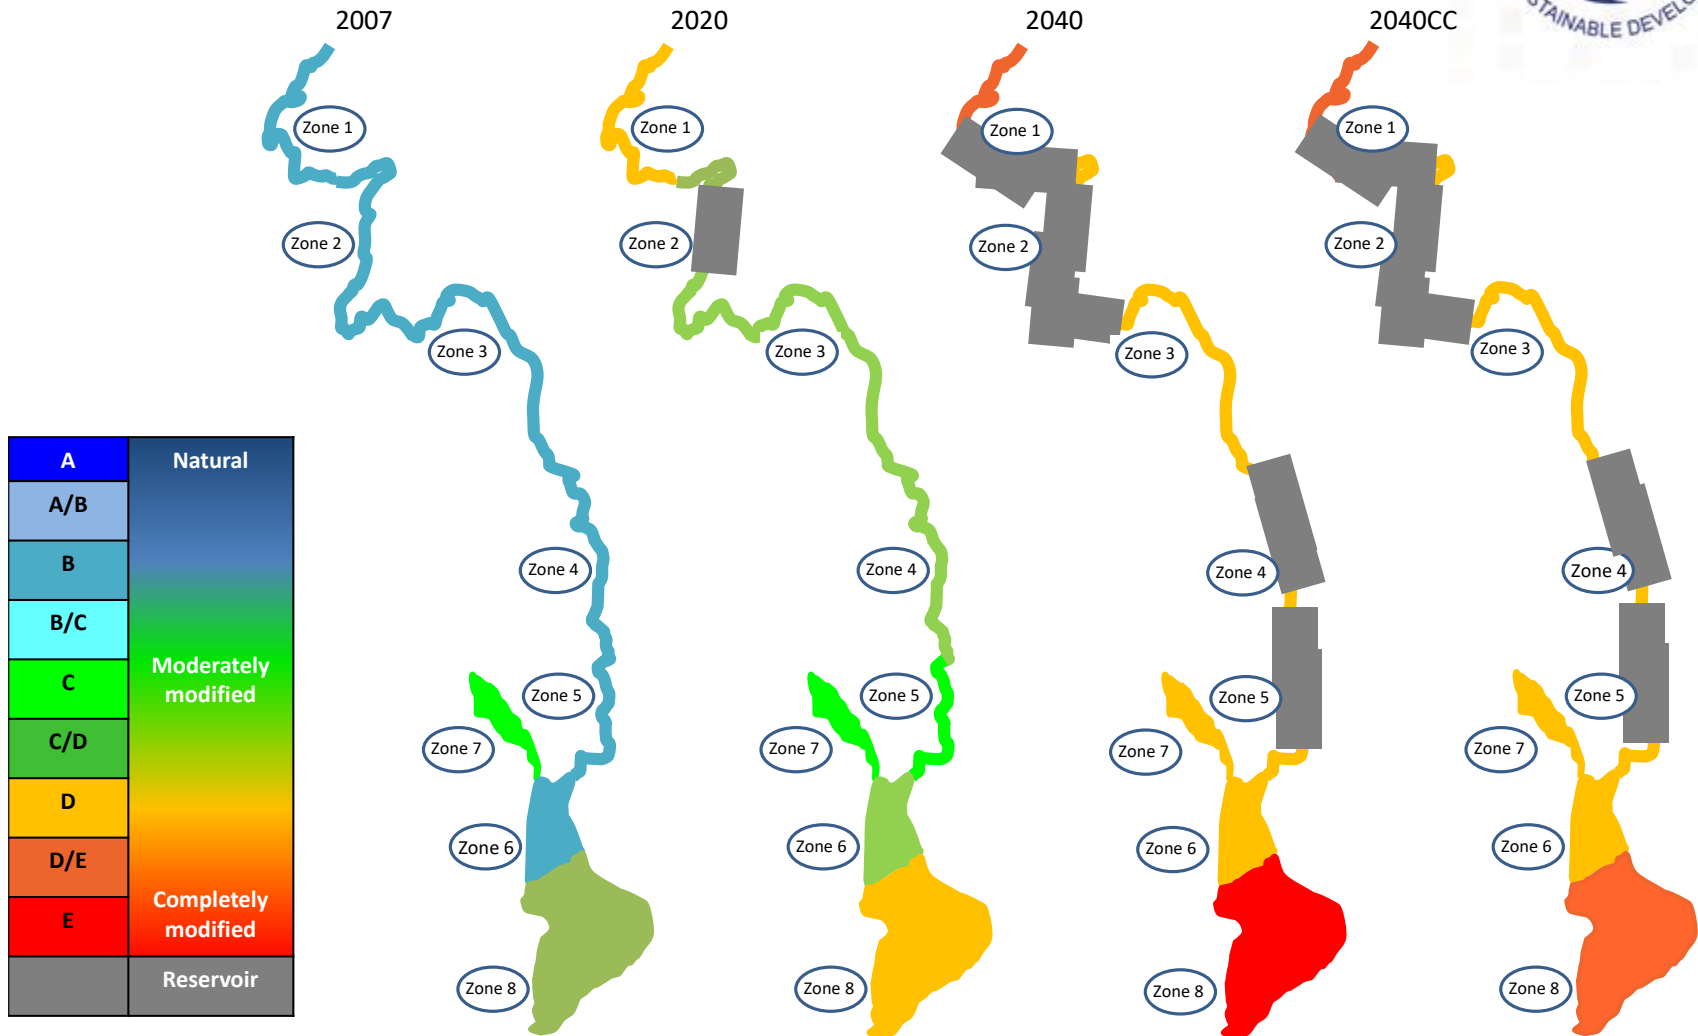 2007
2020
2040
2040CC
STAINABLE DEVELO
Zone 1
Zone 1
Zone 1
Zone 1
Zone 2
Zone 2
Zone 2
Zone 2
Zone 3
Zone 3
Zone 3
Zone 3
A
Natural
A/B
B
B/C
C
Moderately
modified
C/D
D
D/E
Completely
modified
E
Reservoir
Zone 4
Zone 4
Zone 4
Zone 4
Zone 5
Zone 5
Zone 5
Zone 5
Zone 7
Zone 7
Zone 7
Zone 7
Zone 6
Zone 6
Zone 6
Zone 6
Zone 8
Zone 8
Zone 8
Zone 8